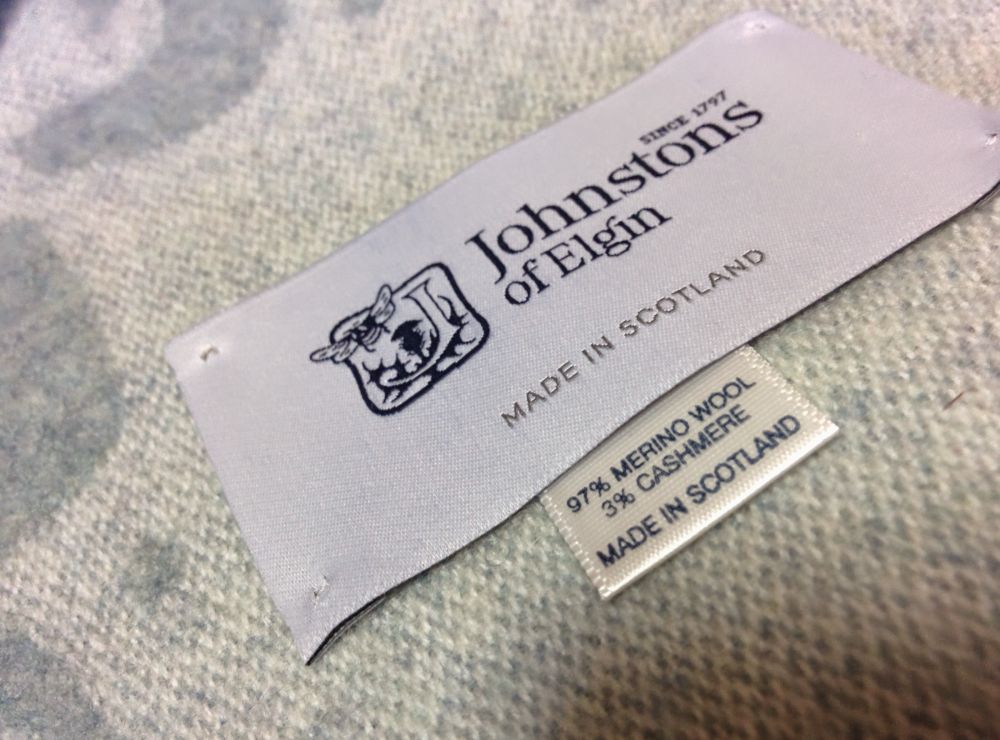 SINCE 1797
Johnstons
of Elgin
MADE IN SCOTLAND
97% MERINO WOOL
3% CASHMERE
MADE IN SCOTLAND